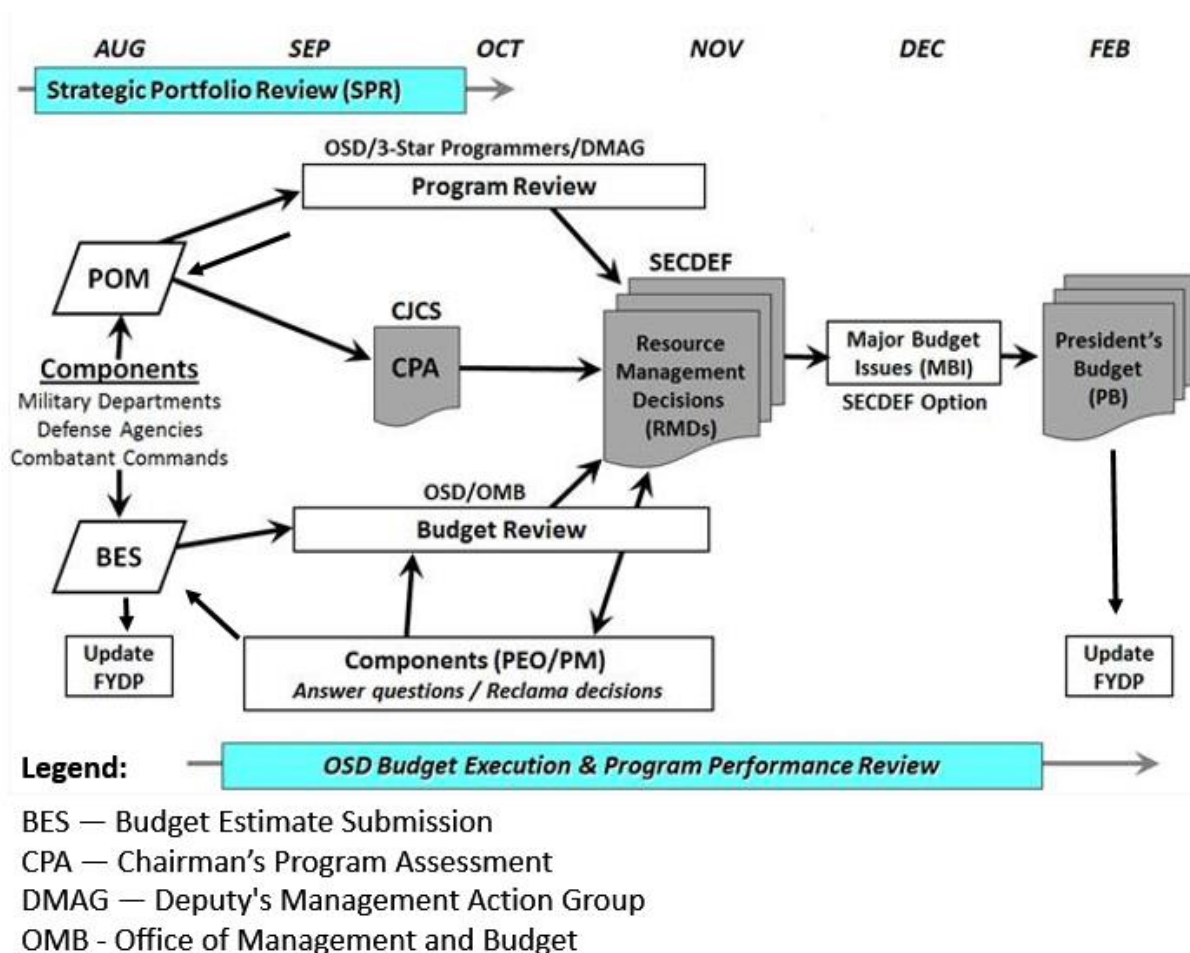 AUG SEP OCT NOV DEC FEB
Strategic Portfolio Review (SPR)
OSD/3-Star Programmers/DMAG
Program Review
POM
SECDEF
CJCS
CPA
Resource
Management
Decisions
(RMDs)
Major Budget
Issues (MBI)
SECDEF Option
President's
Budget
(PB)
Components
Military Departments
Defense Agencies
Combatant Commands
OSD/OMB
Budget Review
BES
Update
FYDP
Components (PEO/PM)
Answer questions / Reclama decisions
Update
FYDP
Legend:
OSD Budget Execution & Program Performance Review
BES — Budget Estimate Submission
CPA — Chairman's Program Assessment
DMAG — Deputy's Management Action Group
OMB - Office of Management and Budget